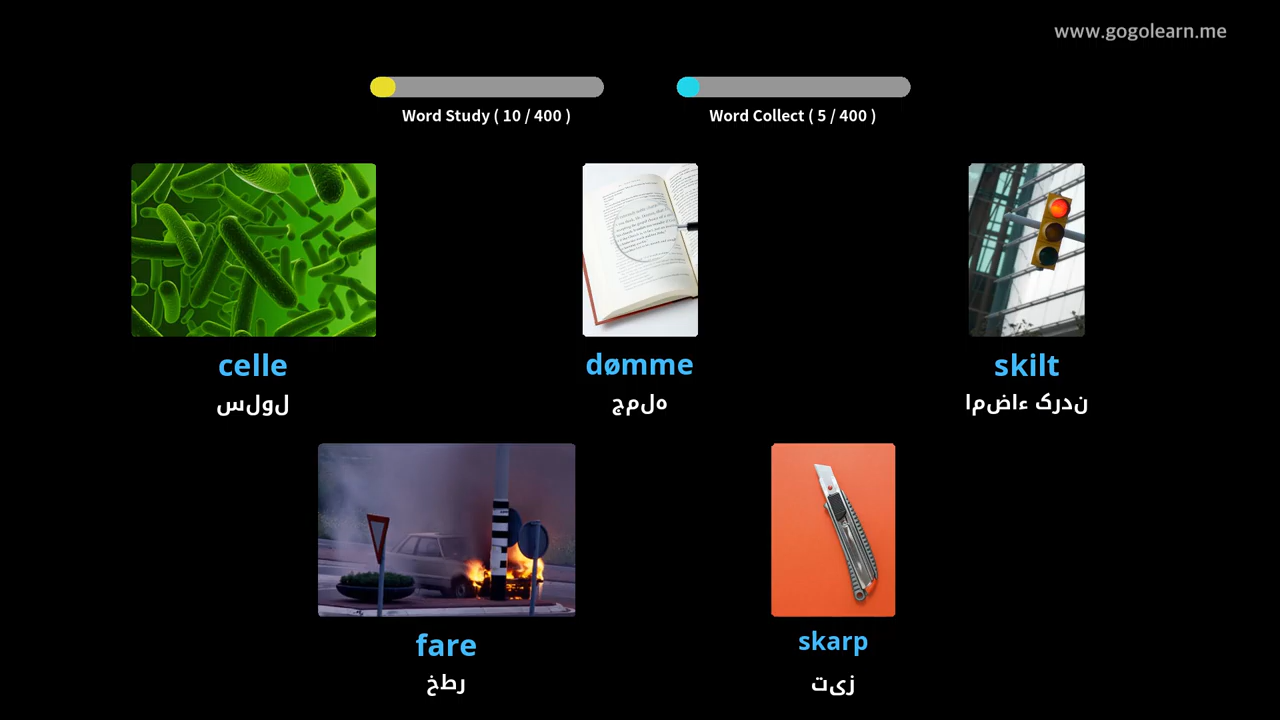 www.gogolearn.me
Word Study ( 10 / 400 )
Word Collect ( 5 / 400 )
celle
dømme
skilt
لولس
هلمج
ندرک ءاضما
fare
skarp
رطخ
زیت